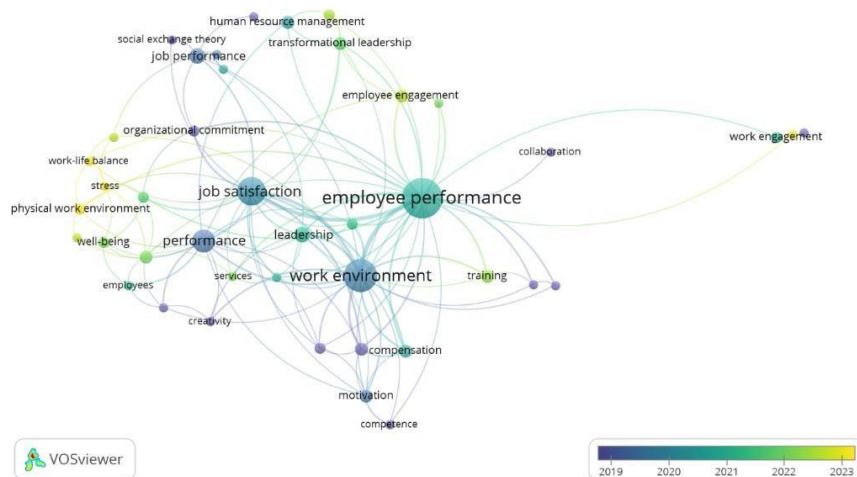 human resource management
social exchange theory
transformational leadership
job performance
employee engagement
organizational commitment
work engagement
collaboration
work-life balance
stress
job satisfaction
employee performance
physical work environment
leadership
well-being
performance
services
work environment
training
employees
creativity
compensation
motivation
competence
VOSviewer
2019 2020 2021 2022 2023